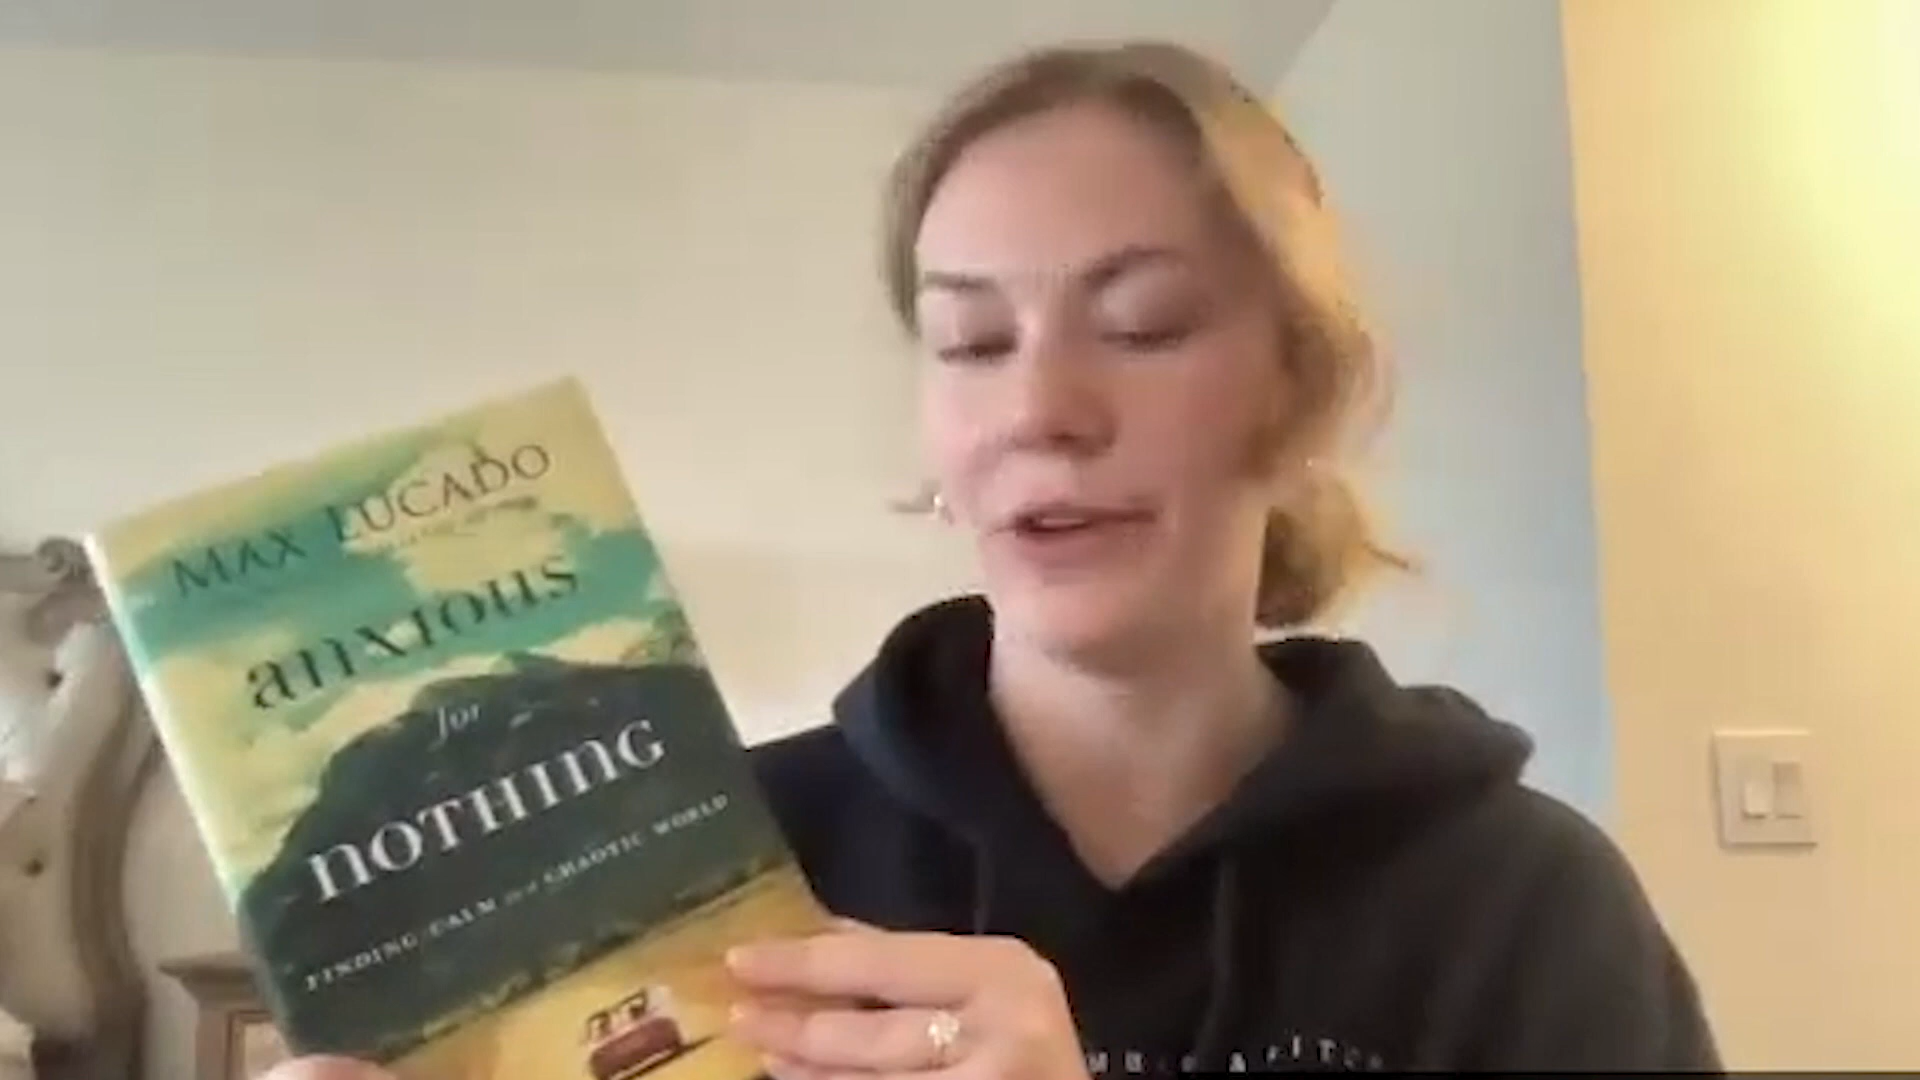 MAX LUCADO
anxious
for
NOTHING
FINDING CALM IN A CHAOTIC WORLD